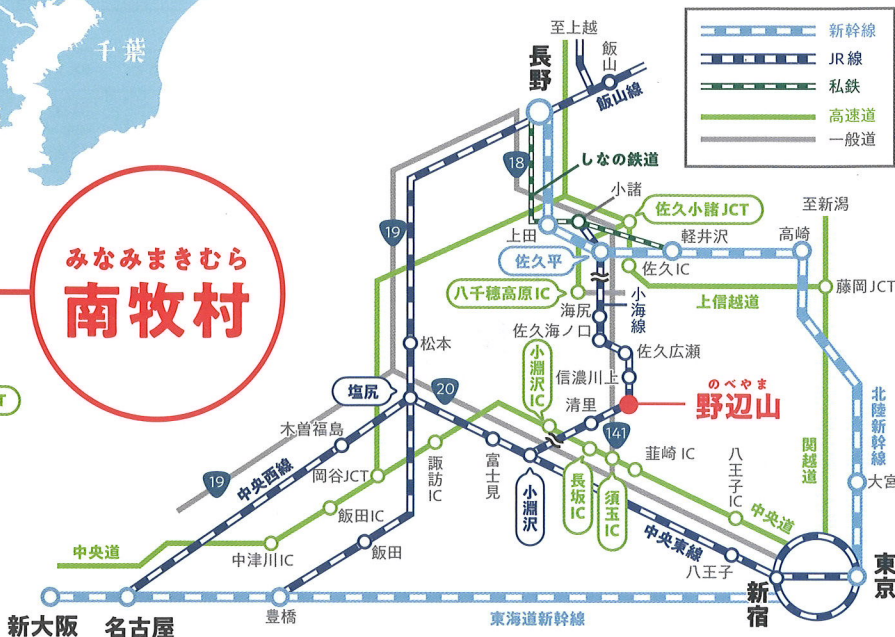 千葉
新幹線
JR線
私鉄
高速道
一般道
至上越
飯山
長野
飯山線
18
しなの鉄道
小諸
佐久小諸JCT
至新潟
19
上田
軽井沢
高崎
佐久平
佐久IC
みなみまきむら
南牧村
八千穂高原IC
小海線
上信越道
藤岡JCT
海尻
佐久海ノ口
松本
小淵沢IC
佐久広瀬
信濃川上
塩尻
20
のべやま
野辺山
清里
北陸新幹線
関越道
木曽福島
141
韮崎IC
八王子IC
19
中央西線
岡谷JCT
諏訪IC
富士見
小淵沢
長坂IC
須玉IC
大宮
飯田IC
中央道
中央東線
中央道
中津川IC
飯田
八王子
新宿
東京
新大阪
名古屋
豊橋
東海道新幹線